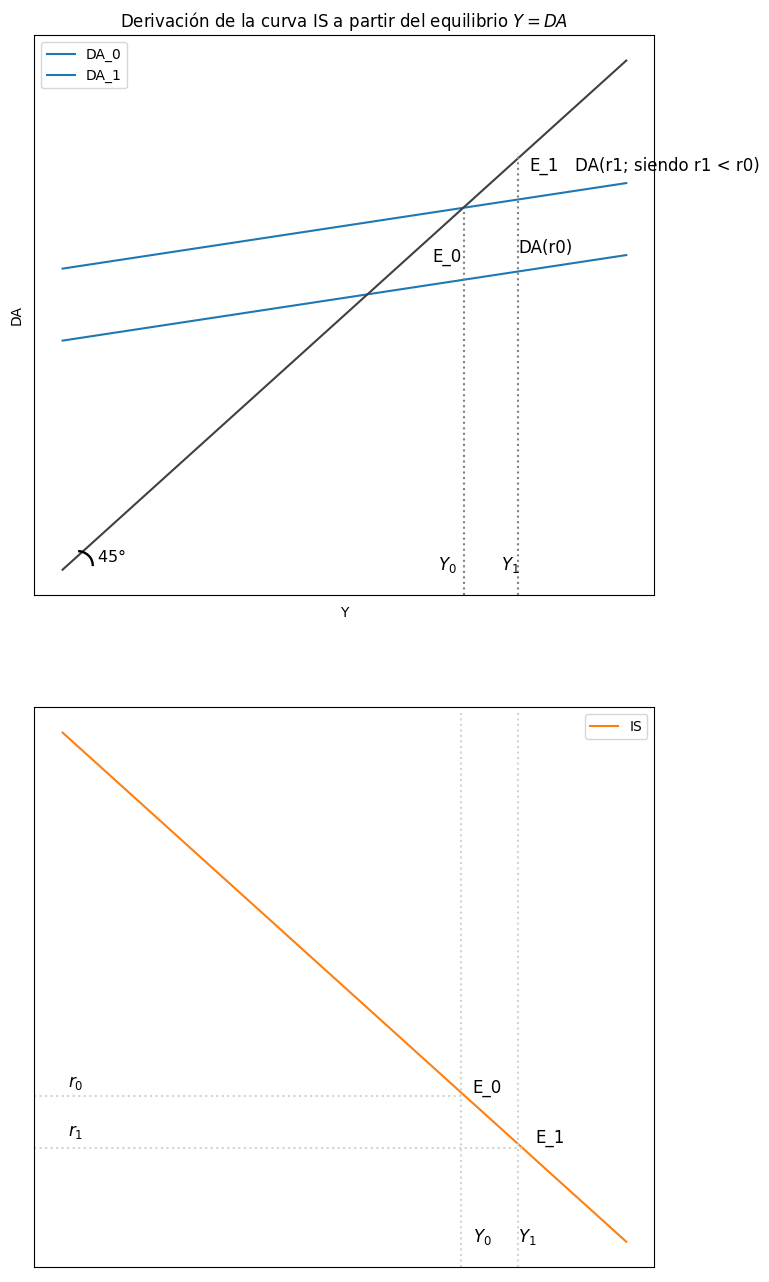 Derivación de la curva IS a partir del equilibrio Y = DA
DA_0
DA_1
E_1 DA(r1; siendo r1 < r0)
E_0 DA(r0)
DA
45°
Y₀ Y₁
Y
IS
r₀ E_0
r₁ E_1
Y₀ Y₁